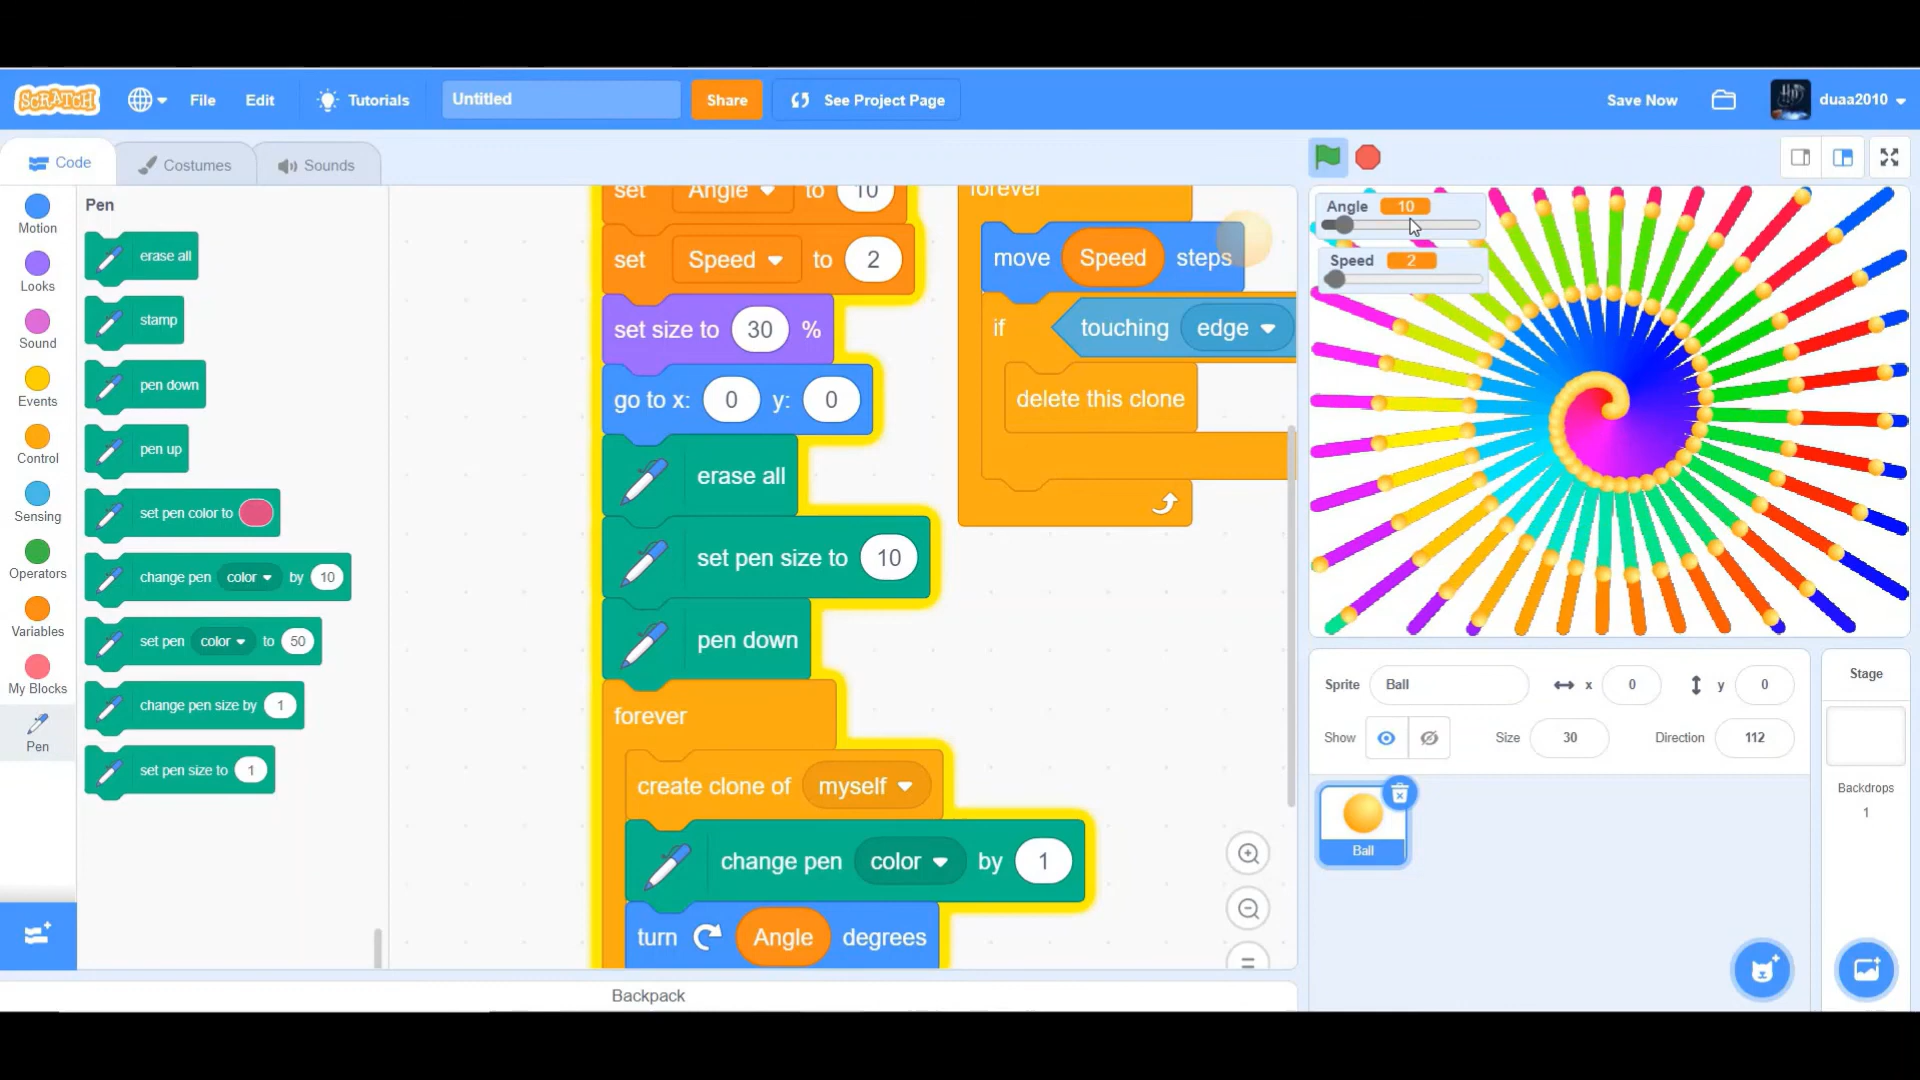 SCRATCH File Edit Tutorials Untitled Share See Project Page Save Now duaa2010
Code Costumes Sounds
Motion
Looks
Sound
Events
Control
Sensing
Operators
Variables
My Blocks
Pen
Pen
erase all
stamp
pen down
pen up
set pen color to
change pen color by 10
set pen color to 50
change pen size by 1
set pen size to 1
set Angle to 10
set Speed to 2
set size to 30 %
go to x: 0 y: 0
erase all
set pen size to 10
pen down
forever
create clone of myself
change pen color by 1
turn Angle degrees
forever
move Speed steps
if touching edge
delete this clone
Backpack
Angle 10
Speed 2
Sprite Ball x 0 y 0
Show Size 30 Direction 112
Ball
Stage
Backdrops
1